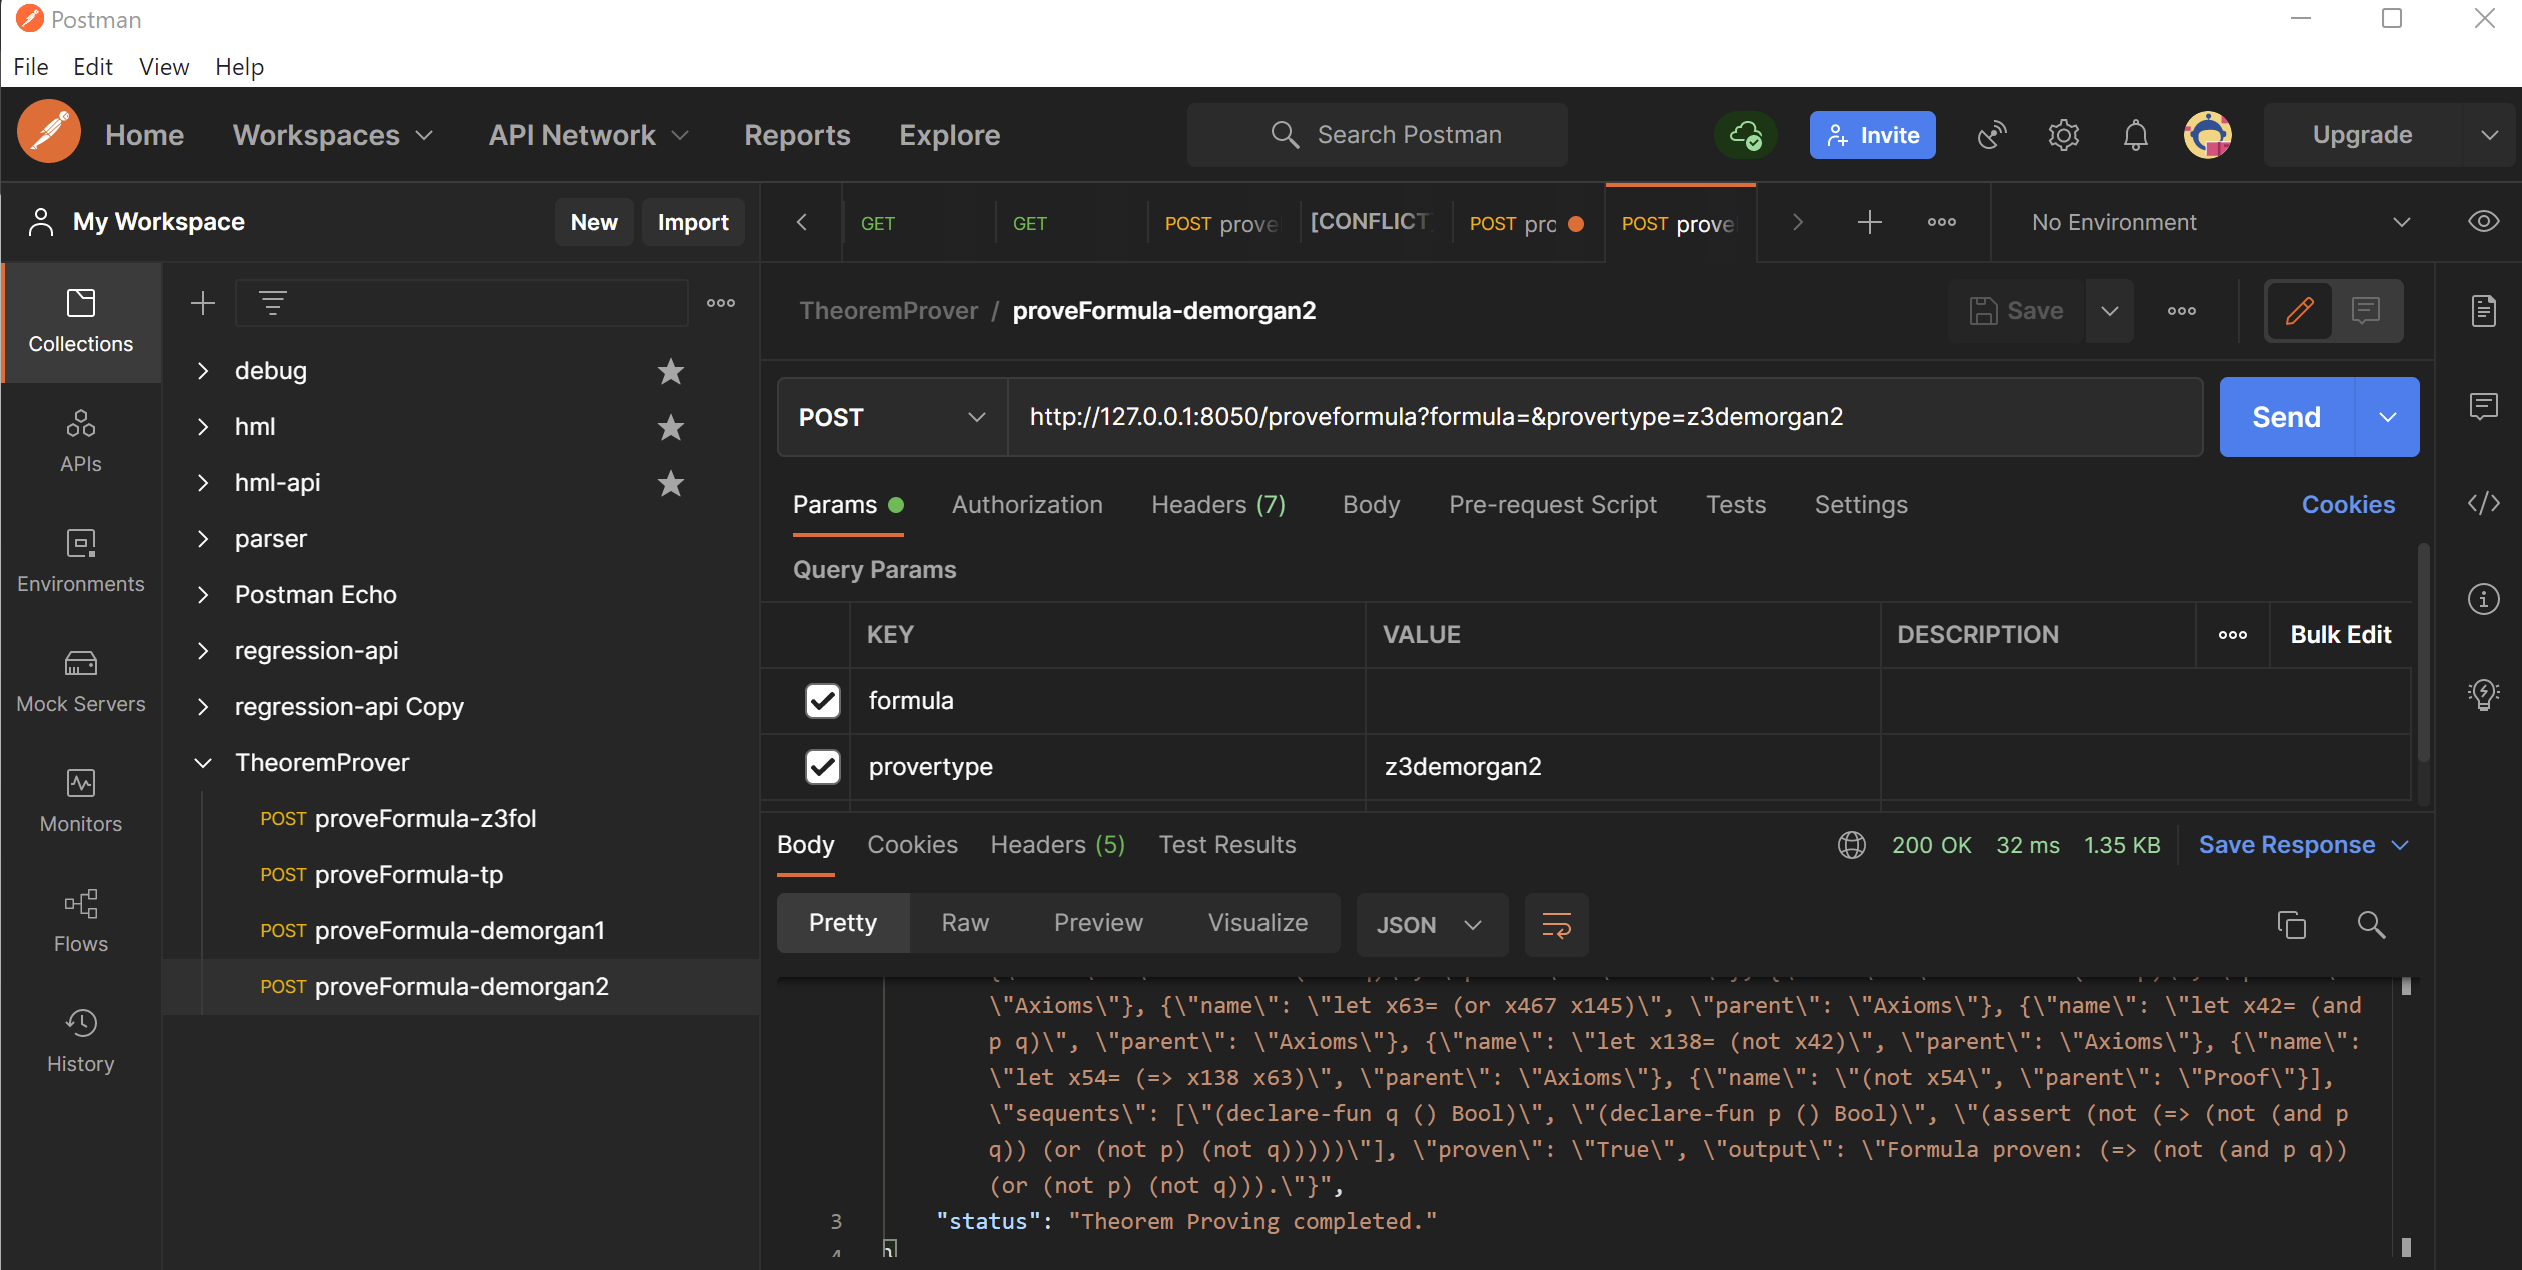 Postman
File Edit View Help
Home Workspaces API Network Reports Explore Search Postman Invite Upgrade
My Workspace New Import
GET GET POST prove [CONFLICT POST pro POST prove No Environment
Collections
APIs
Environments
Mock Servers
Monitors
Flows
History
debug
hml
hml-api
parser
Postman Echo
regression-api
regression-api Copy
TheoremProver
POST proveFormula-z3fol
POST proveFormula-tp
POST proveFormula-demorgan1
POST proveFormula-demorgan2
TheoremProver / proveFormula-demorgan2 Save
POST http://127.0.0.1:8050/proveformula?formula=&provertype=z3demorgan2 Send
Params Authorization Headers (7) Body Pre-request Script Tests Settings Cookies
Query Params
KEY VALUE DESCRIPTION Bulk Edit
formula
provertype z3demorgan2
Body Cookies Headers (5) Test Results 200 OK 32 ms 1.35 KB Save Response
Pretty Raw Preview Visualize JSON
\"Axioms\"}, {\"name\": \"let x63= (or x467 x145)\", \"parent\": \"Axioms\"}, {\"name\": \"let x42= (and
p q)\", \"parent\": \"Axioms\"}, {\"name\": \"let x138= (not x42)\", \"parent\": \"Axioms\"}, {\"name\":
\"let x54= (=> x138 x63)\", \"parent\": \"Axioms\"}, {\"name\": \"(not x54\", \"parent\": \"Proof\"}],
\"sequents\": [\"(declare-fun q () Bool)\", \"(declare-fun p () Bool)\", \"(assert (not (=> (not (and p
q)) (or (not p) (not q)))))\"], \"proven\": \"True\", \"output\": \"Formula proven: (=> (not (and p q))
(or (not p) (not q))).\"}",
3 "status": "Theorem Proving completed."
4 }